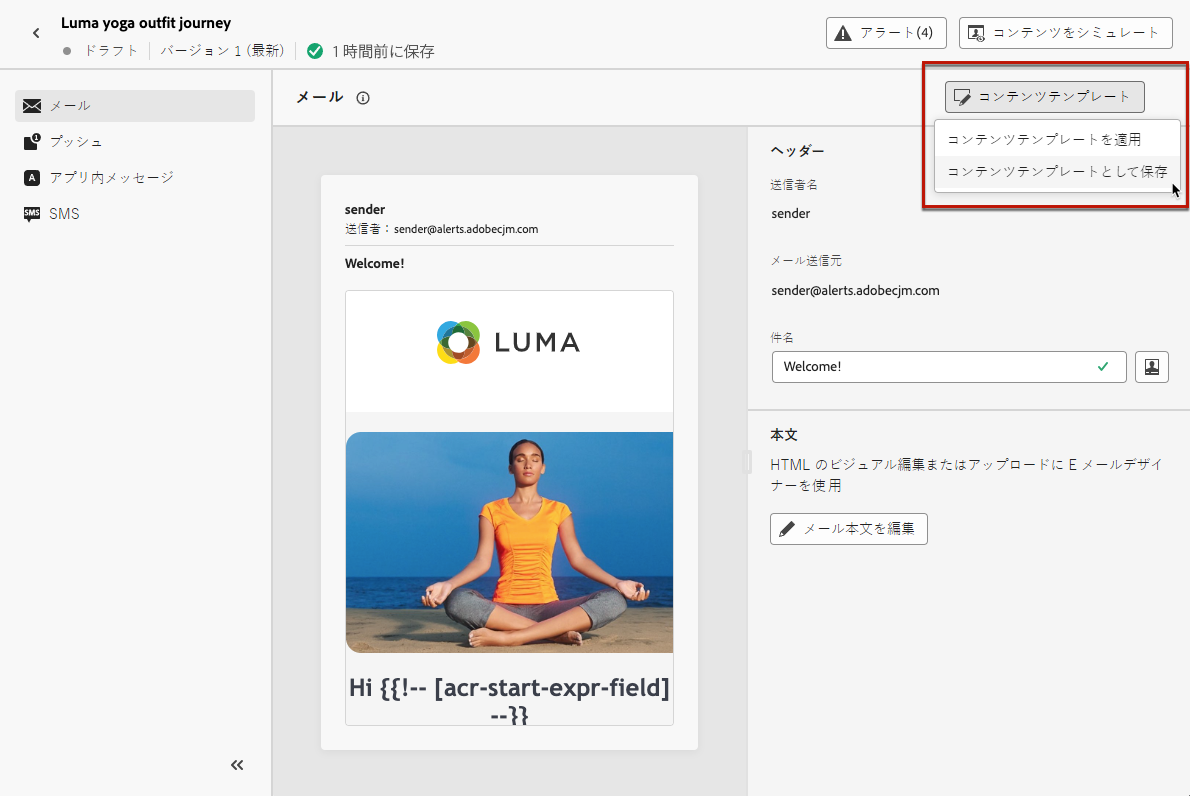 Luma yoga outfit journey
ドラフト バージョン 1 (最新) 1 時間前に保存
アラート(4)
コンテンツをシミュレート
メール
プッシュ
アプリ内メッセージ
SMS
メール
コンテンツテンプレート
コンテンツテンプレートを適用
コンテンツテンプレートとして保存
sender
送信者：sender@alerts.adobecjm.com
Welcome!
LUMA
Hi {{!-- [acr-start-expr-field]
--}}
ヘッダー
送信者名
sender
メール送信元
sender@alerts.adobecjm.com
件名
Welcome!
本文
HTML のビジュアル編集またはアップロードに E メールデザイ
ナーを使用
メール本文を編集